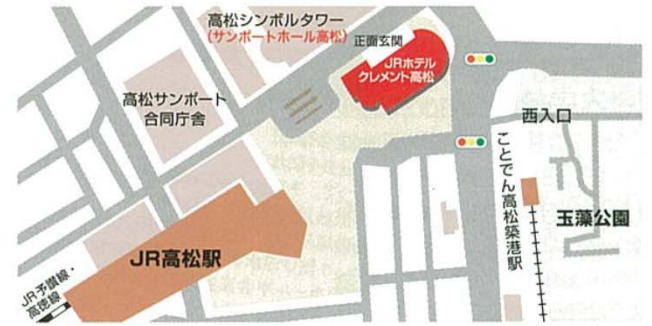 高松シンボルタワー
(サンポートホール高松)
正面玄関
JRホテル
クレメント高松
高松サンポート
合同庁舎
西入口
ことでん高松築港駅
玉藻公園
JR高松駅
JR予讃線・
高徳線